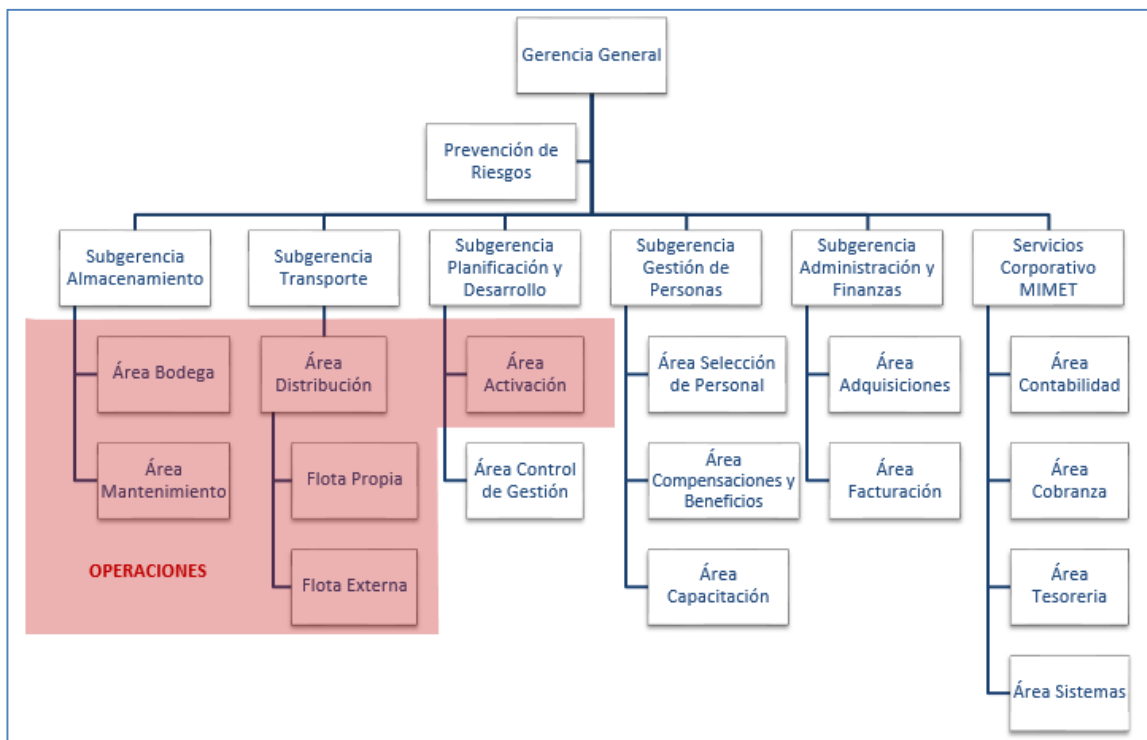 Gerencia General
Prevención de
Riesgos
Subgerencia
Almacenamiento
Subgerencia
Transporte
Subgerencia
Planificación y
Desarrollo
Subgerencia
Gestión de
Personas
Subgerencia
Administración y
Finanzas
Servicios
Corporativo
MIMET
Área Bodega
Área
Distribución
Área
Activación
Área Selección
de Personal
Área
Adquisiciones
Área
Contabilidad
Área
Mantenimiento
Flota Propia
Área Control
de Gestión
Área
Compensaciones y
Beneficios
Área
Facturación
Área
Cobranza
OPERACIONES
Flota Externa
Área
Capacitación
Área
Tesoreria
Área Sistemas